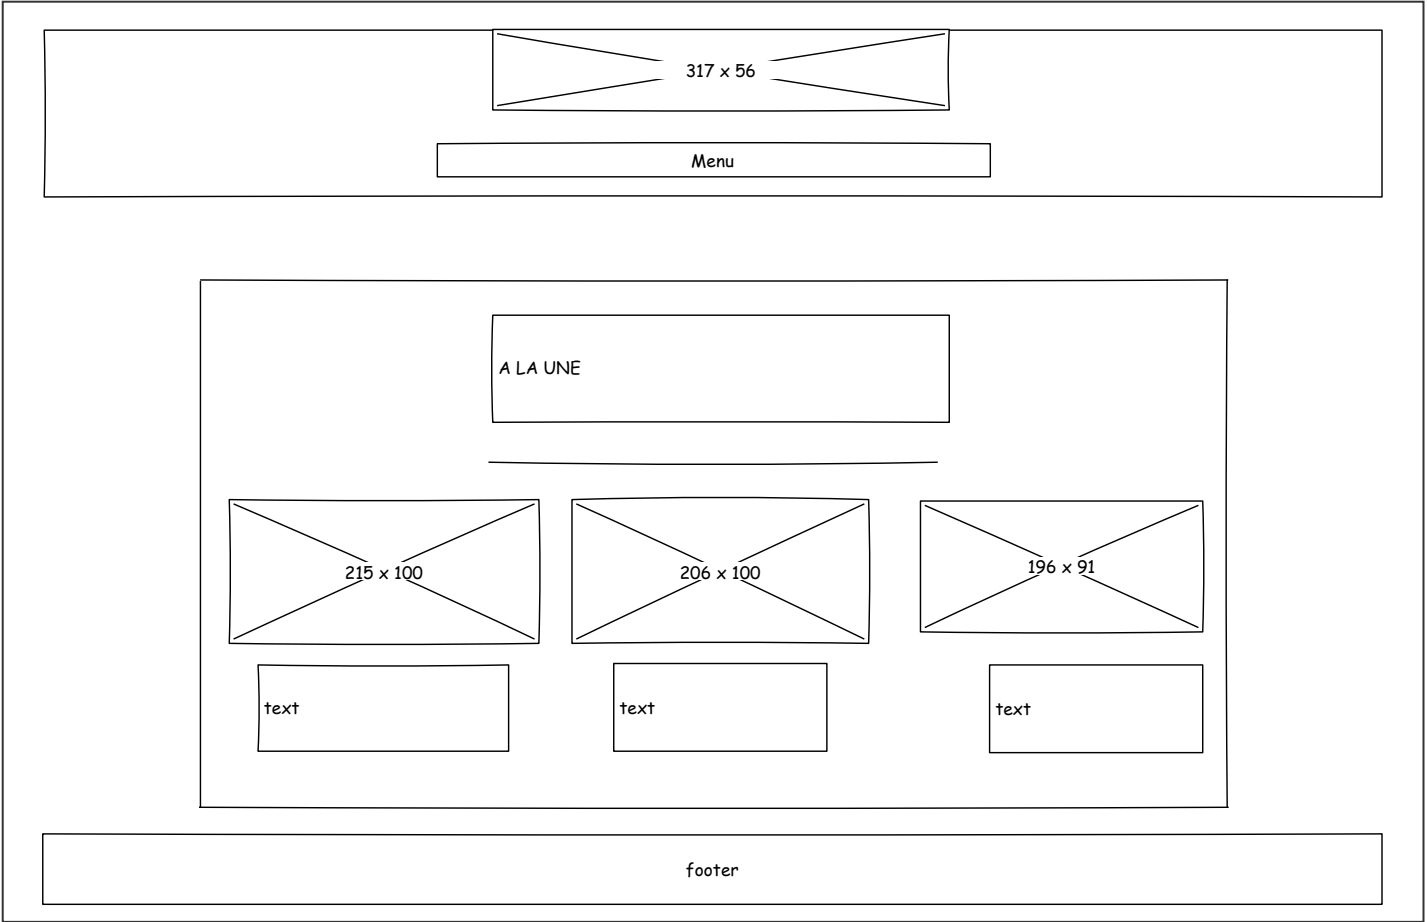 317 x 56
Menu
A LA UNE
215 x 100
206 x 100
196 x 91
text
text
text
footer